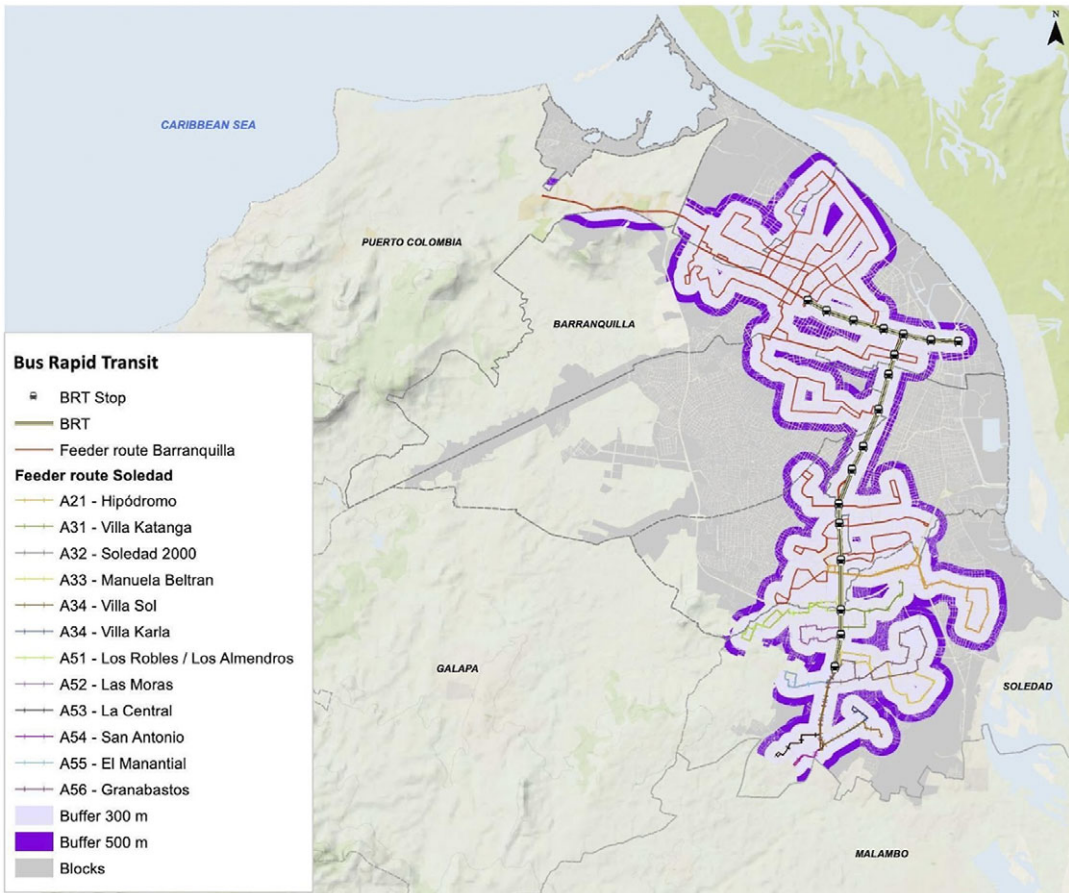 N
CARIBBEAN SEA
PUERTO COLOMBIA
BARRANQUILLA
GALAPA
SOLEDAD
MALAMBO
Bus Rapid Transit
BRT Stop
BRT
Feeder route Barranquilla
Feeder route Soledad
A21 - Hipódromo
A31 - Villa Katanga
A32 - Soledad 2000
A33 - Manuela Beltran
A34 - Villa Sol
A34 - Villa Karla
A51 - Los Robles / Los Almendros
A52 - Las Moras
A53 - La Central
A54 - San Antonio
A55 - El Manantial
A56 - Granabastos
Buffer 300 m
Buffer 500 m
Blocks